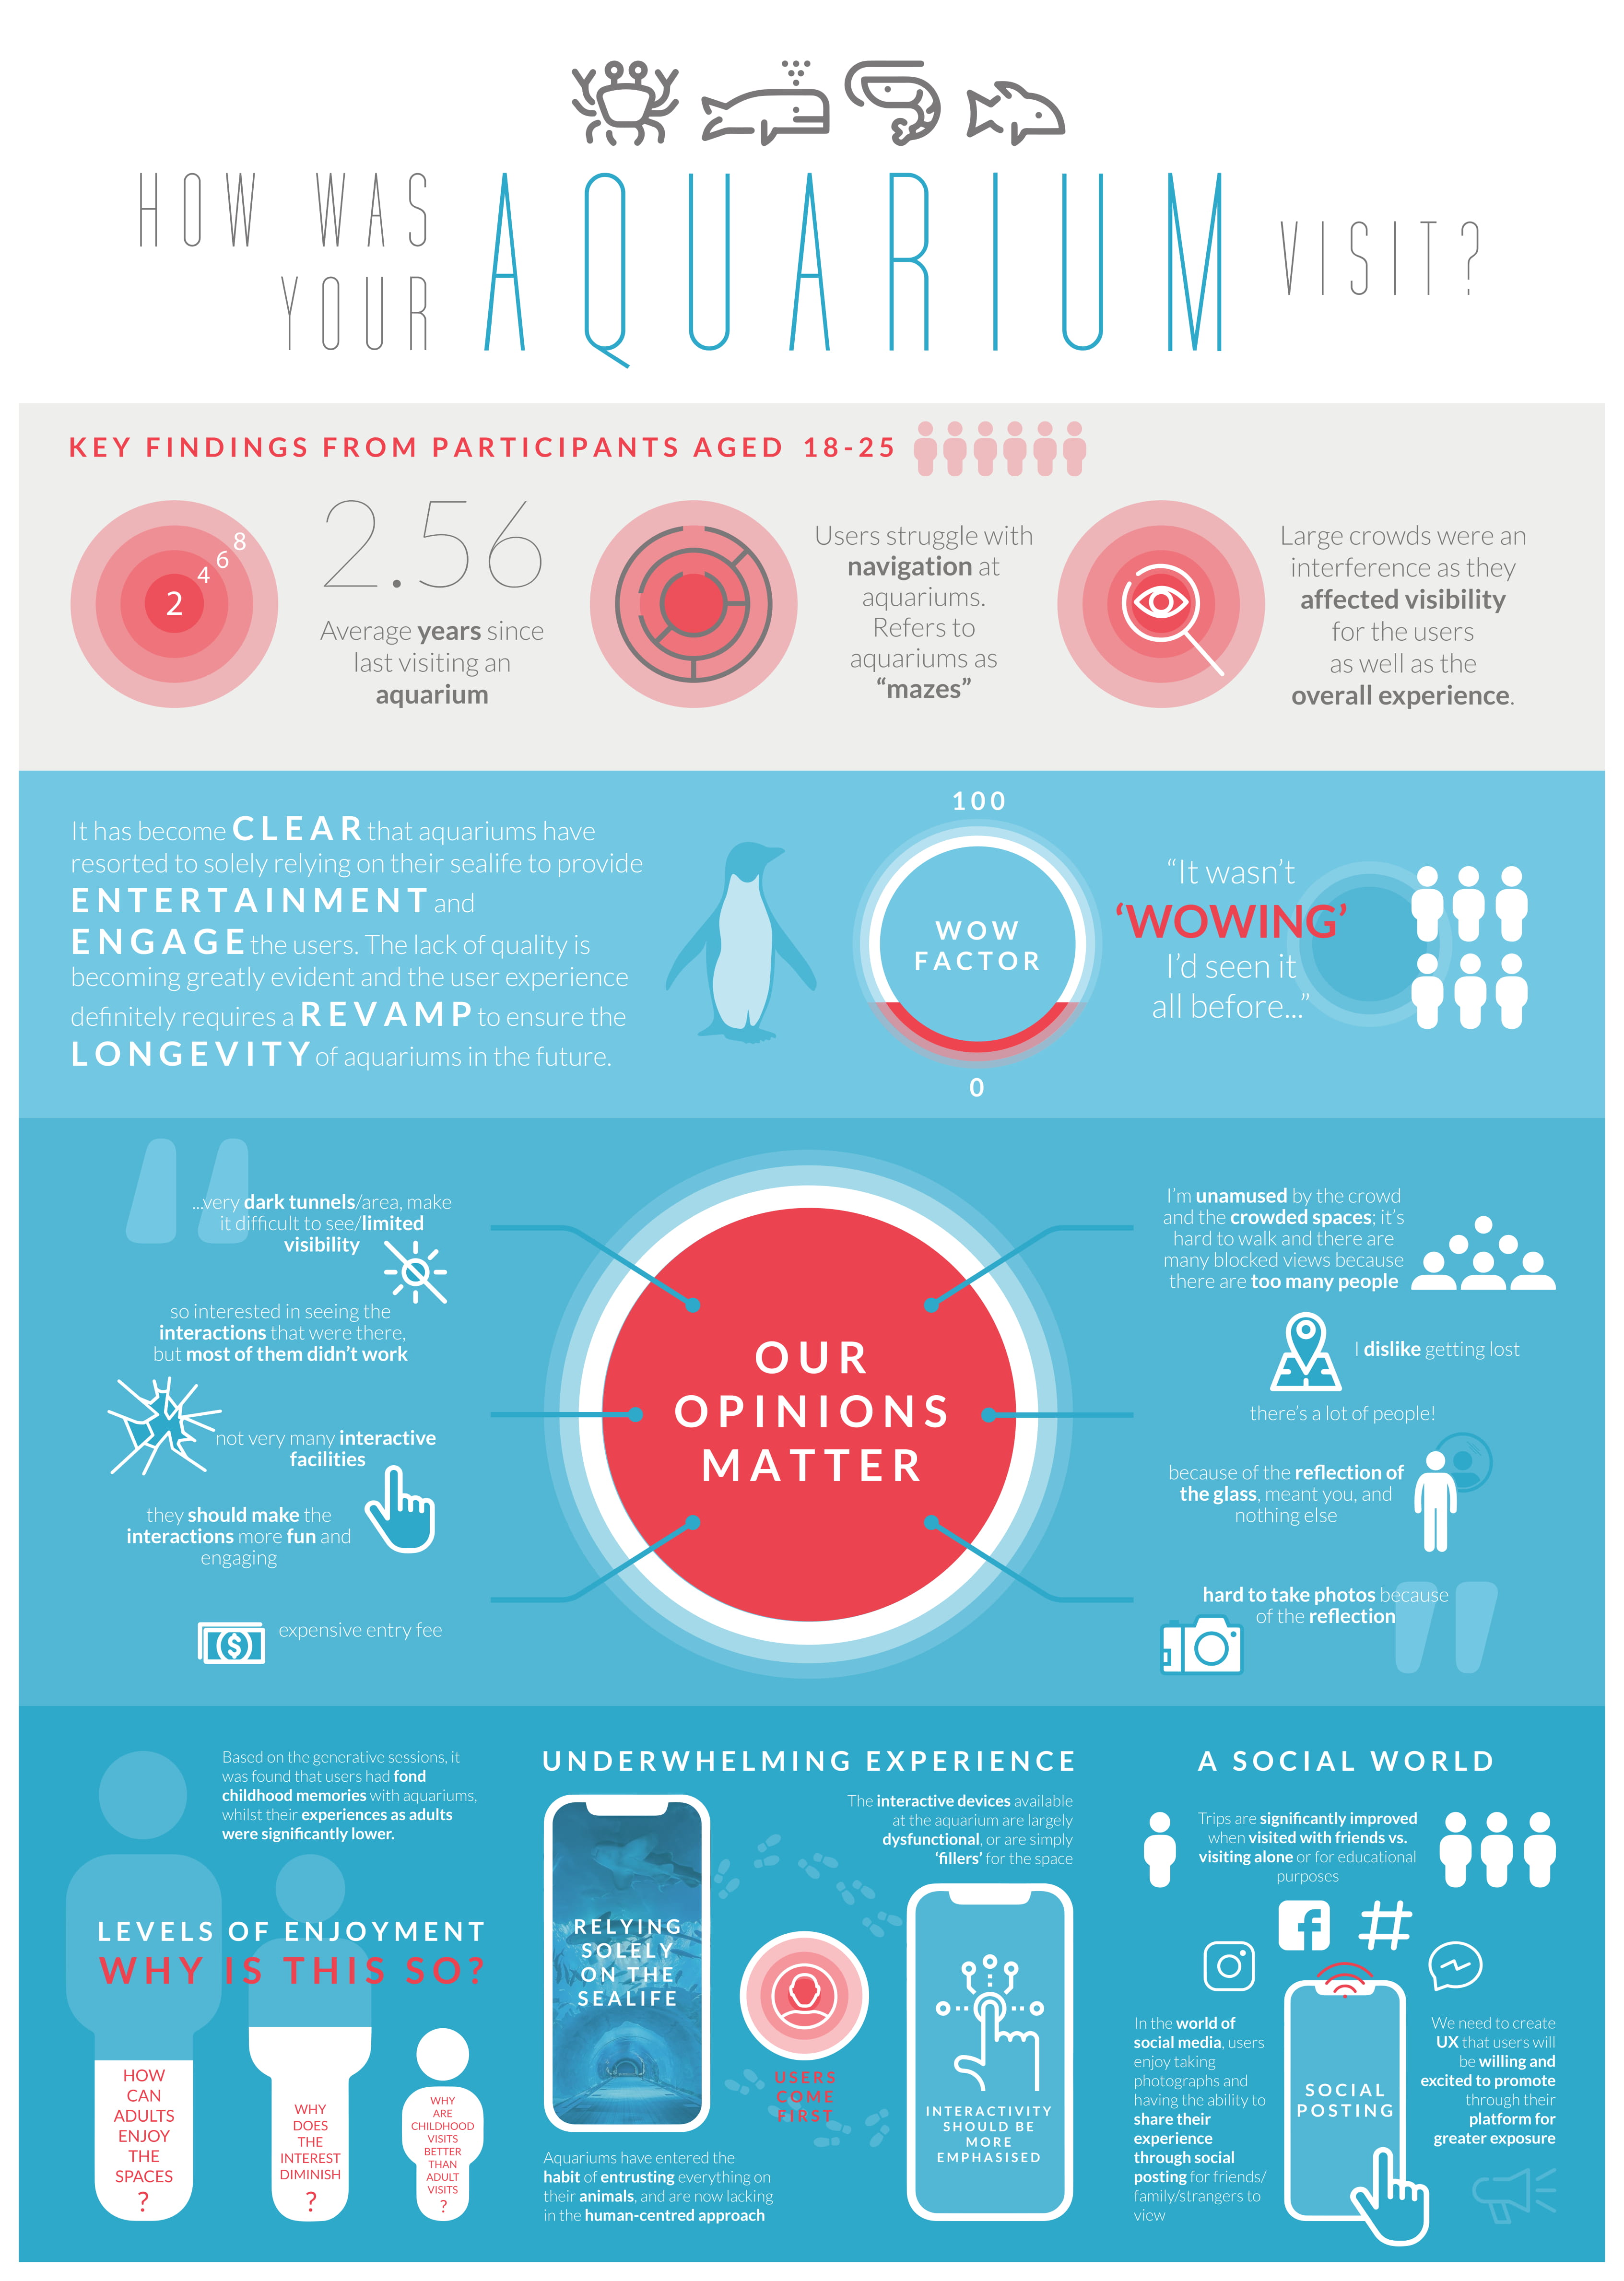 HOW WAS
YOUR
AQUARIUM
VISIT?
KEY FINDINGS FROM PARTICIPANTS AGED 18-25
2
4
6
8
2.56
Average years since
last visiting an
aquarium
Users struggle with
navigation at
aquariums.
Refers to
aquariums as
“mazes”
Large crowds were an
interference as they
affected visibility
for the users
as well as the
overall experience.
It has become CLEAR that aquariums have
resorted to solely relying on their sealife to provide
ENTERTAINMENT and
ENGAGE the users. The lack of quality is
becoming greatly evident and the user experience
definitely requires a REVAMP to ensure the
LONGEVITY of aquariums in the future.
100
WOW
FACTOR
0
“It wasn’t
‘WOWING’
I’d seen it
all before...”
...very dark tunnels/area, make
it difficult to see/limited
visibility
so interested in seeing the
interactions that were there,
but most of them didn’t work
not very many interactive
facilities
they should make the
interactions more fun and
engaging
expensive entry fee
OUR
OPINIONS
MATTER
I’m unamused by the crowd
and the crowded spaces; it’s
hard to walk and there are
many blocked views because
there are too many people
I dislike getting lost
there’s a lot of people!
because of the reflection of
the glass, meant you, and
nothing else
hard to take photos because
of the reflection
Based on the generative sessions, it
was found that users had fond
childhood memories with aquariums,
whilst their experiences as adults
were significantly lower.
LEVELS OF ENJOYMENT
WHY IS THIS SO?
HOW
CAN
ADULTS
ENJOY
THE
SPACES
?
WHY
DOES
THE
INTEREST
DIMINISH
?
WHY
ARE
CHILDHOOD
VISITS
BETTER
THAN
ADULT
VISITS
?
UNDERWHELMING EXPERIENCE
The interactive devices available
at the aquarium are largely
dysfunctional, or are simply
‘fillers’ for the space
RELYING
SOLELY
ON THE
SEALIFE
USERS
COME
FIRST
INTERACTIVITY
SHOULD BE
MORE
EMPHASISED
Aquariums have entered the
habit of entrusting everything on
their animals, and are now lacking
in the human-centred approach
A SOCIAL WORLD
Trips are significantly improved
when visited with friends vs.
visiting alone or for educational
purposes
#
In the world of
social media, users
enjoy taking
photographs and
having the ability to
share their
experience
through social
posting for friends/
family/strangers to
view
SOCIAL
POSTING
We need to create
UX that users will
be willing and
excited to promote
through their
platform for
greater exposure